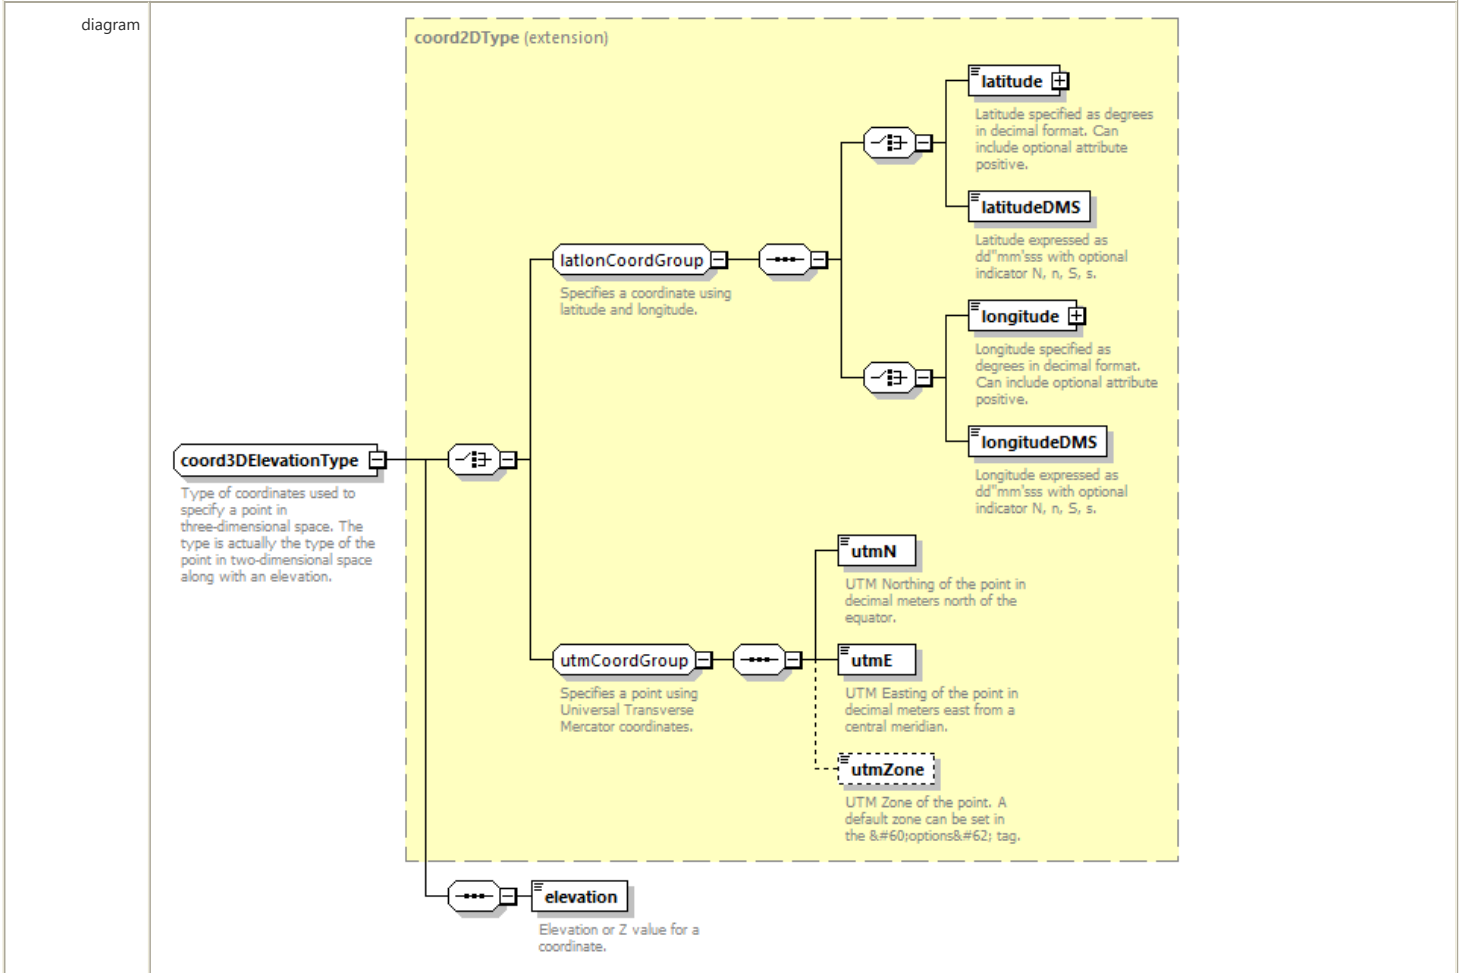 diagram
coord2DType (extension)
latitude
Latitude specified as degrees
in decimal format. Can
include optional attribute
positive.
latitudeDMS
Latitude expressed as
dd"mm'sss with optional
indicator N, n, S, s.
latlonCoordGroup
Specifies a coordinate using
latitude and longitude.
longitude
Longitude specified as
degrees in decimal format.
Can include optional attribute
positive.
longitudeDMS
Longitude expressed as
dd"mm'sss with optional
indicator N, n, S, s.
coord3DElevationType
Type of coordinates used to
specify a point in
three-dimensional space. The
type is actually the type of the
point in two-dimensional space
along with an elevation.
utmN
UTM Northing of the point in
decimal meters north of the
equator.
utmCoordGroup
Specifies a point using
Universal Transverse
Mercator coordinates.
utmE
UTM Easting of the point in
decimal meters east from a
central meridian.
utmZone
UTM Zone of the point. A
default zone can be set in
the &#60;options&#62; tag.
elevation
Elevation or Z value for a
coordinate.